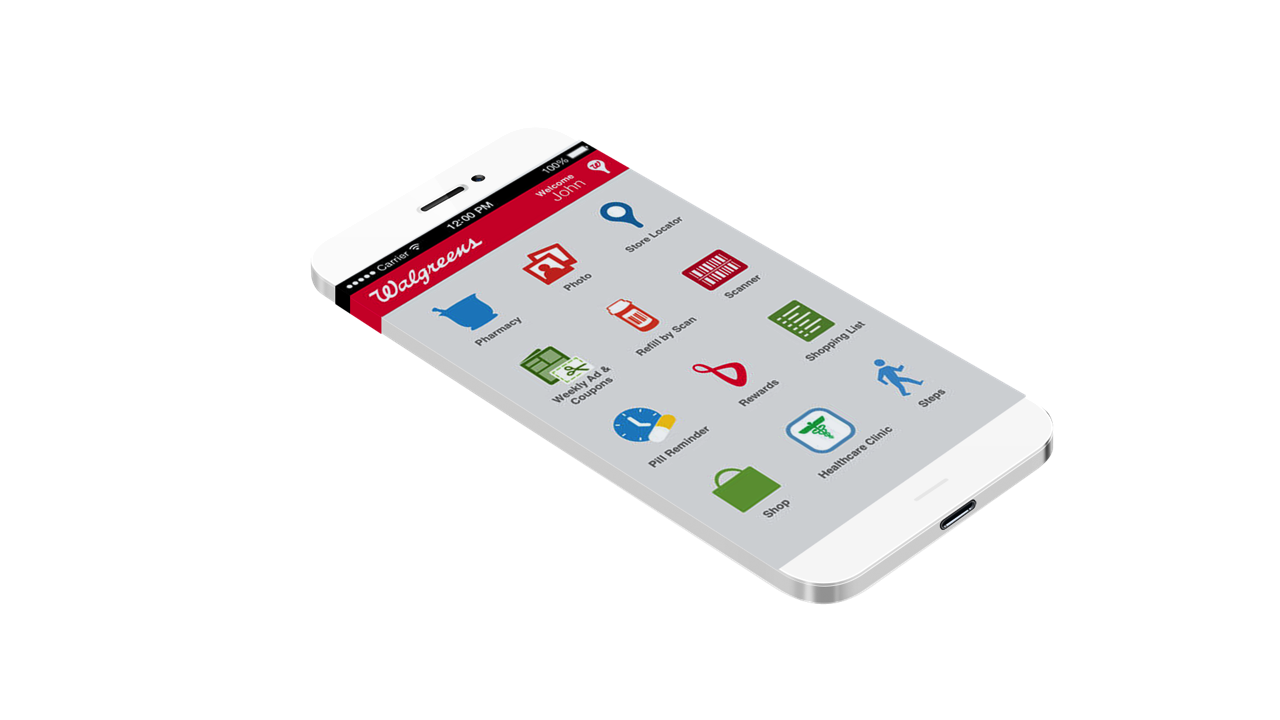 Carrier
12:00 PM
100%
Walgreens
Welcome
John
Pharmacy
Photo
Store Locator
Weekly Ad &
Coupons
Refill by Scan
Scanner
Pill Reminder
Rewards
Shopping List
Shop
Healthcare Clinic
Steps